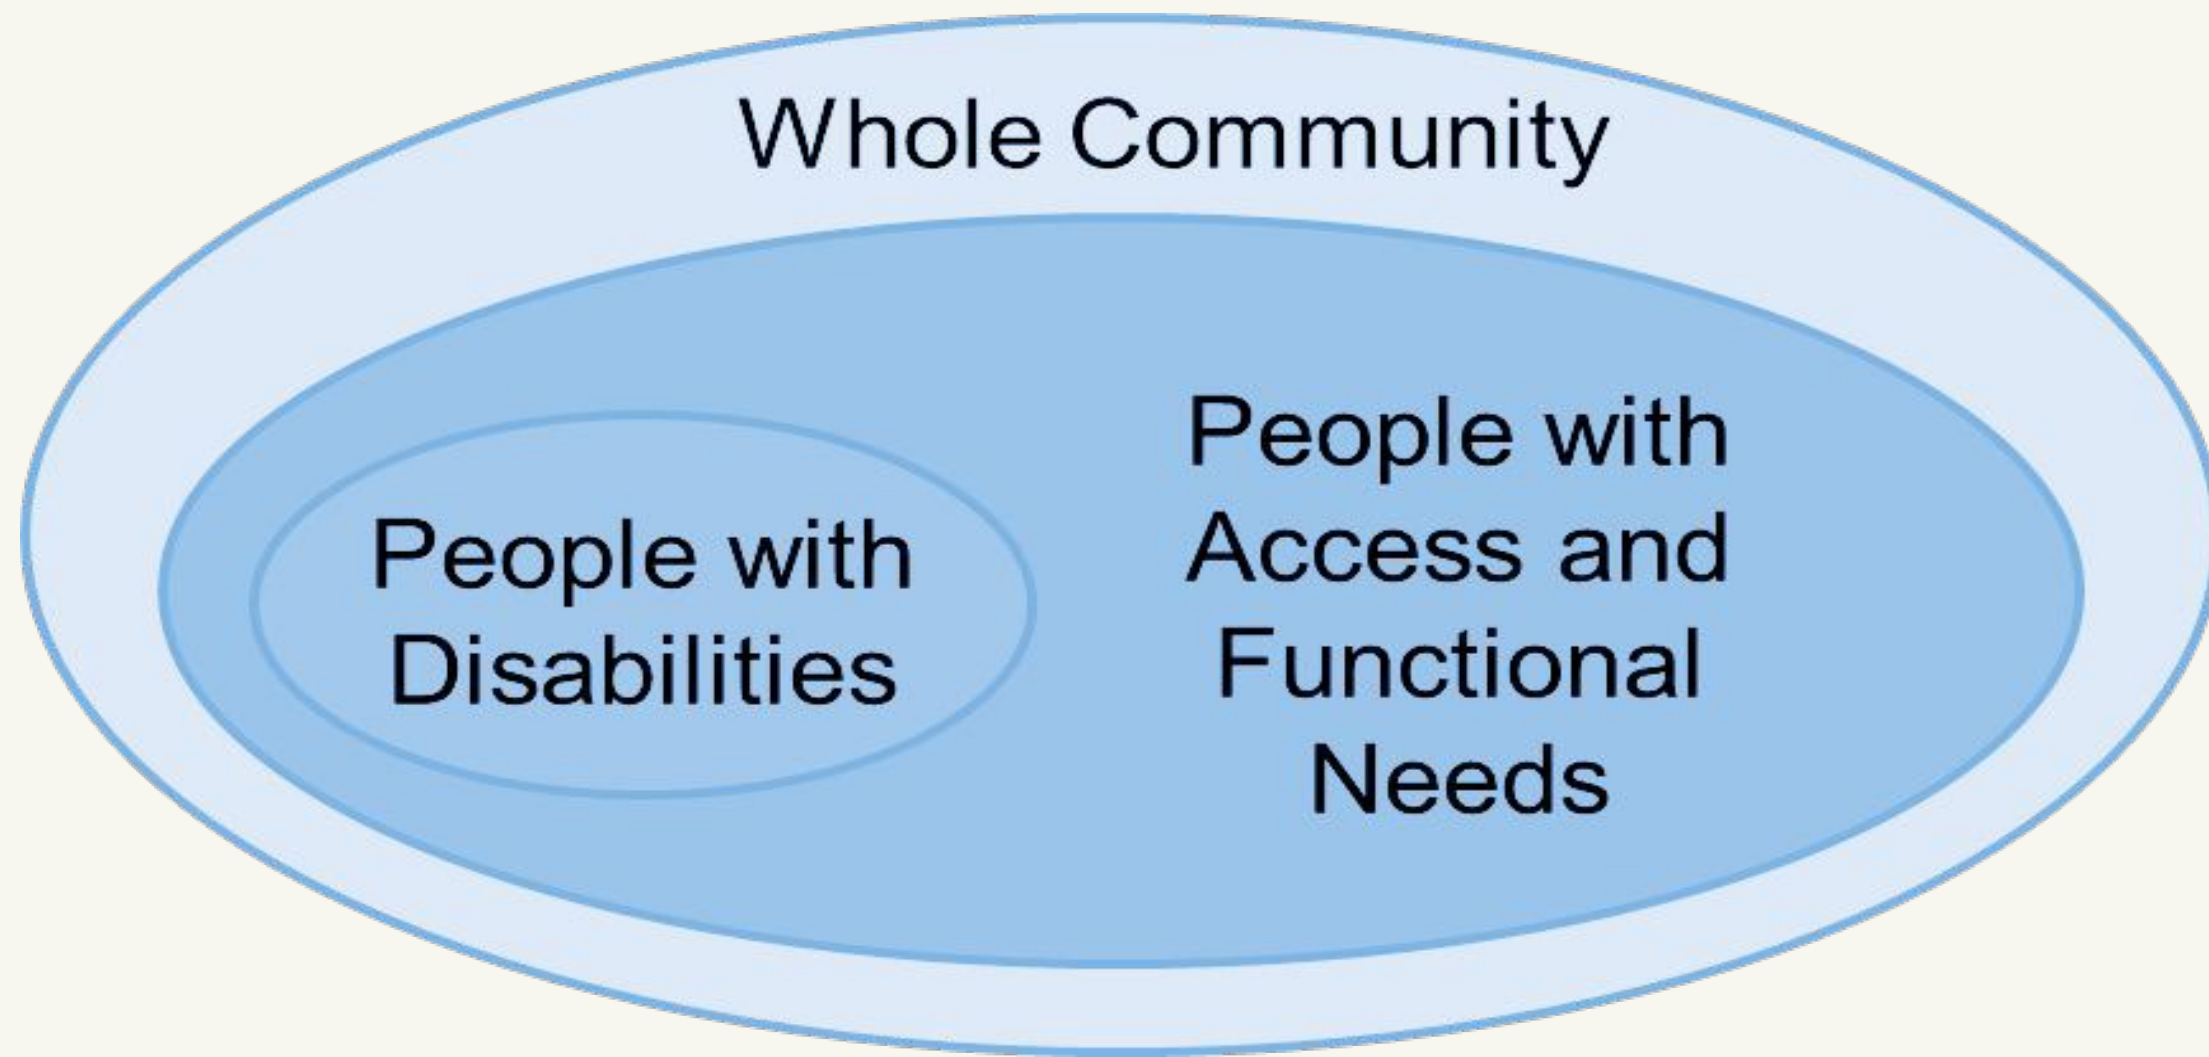 Whole Community
People with
Disabilities
People with
Access and
Functional
Needs